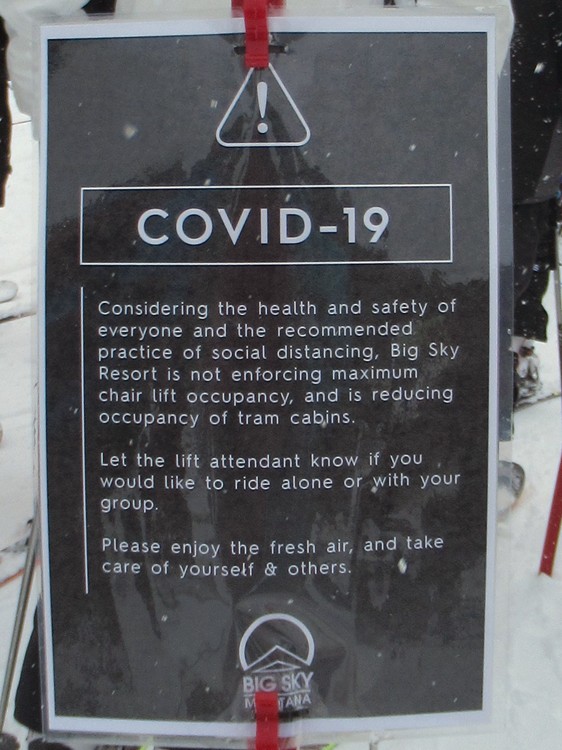 !
COVID-19
Considering the health and safety of
everyone and the recommended
practice of social distancing, Big Sky
Resort is not enforcing maximum
chair lift occupancy, and is reducing
occupancy of tram cabins.
Let the lift attendant know if you
would like to ride alone or with your
group.
Please enjoy the fresh air, and take
care of yourself & others.
BIG SKY